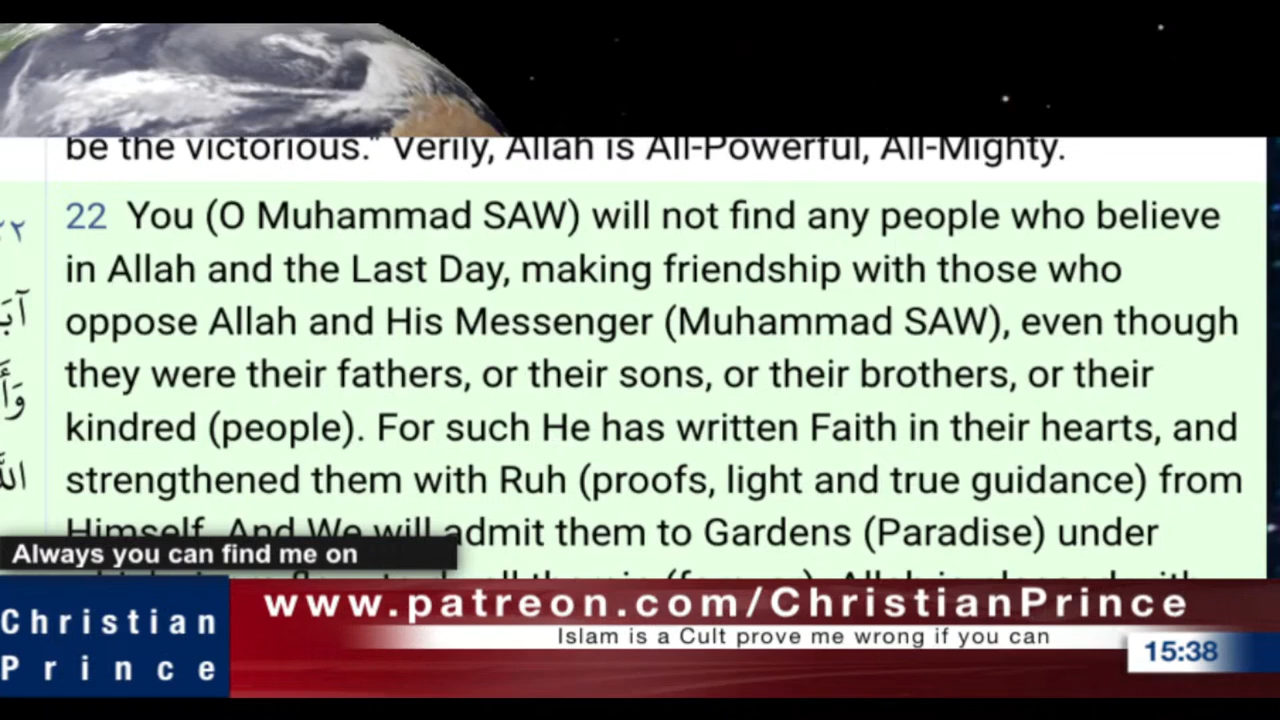 be the victorious." Verily, Allah is All-Powerful, All-Mighty.
22 You (O Muhammad SAW) will not find any people who believe
٢٢
in Allah and the Last Day, making friendship with those who
oppose Allah and His Messenger (Muhammad SAW), even though
they were their fathers, or their sons, or their brothers, or their
kindred (people). For such He has written Faith in their hearts, and
strengthened them with Ruh (proofs, light and true guidance) from
Himself. And We will admit them to Gardens (Paradise) under
Always you can find me on
Christian
Prince
www.patreon.com/ChristianPrince
Islam is a Cult prove me wrong if you can
15:38